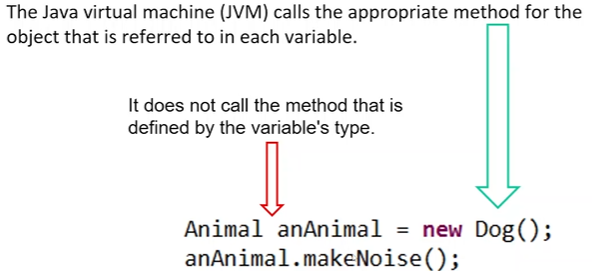 The Java virtual machine (JVM) calls the appropriate method for the
object that is referred to in each variable.
It does not call the method that is
defined by the variable's type.
Animal anAnimal = new Dog();
anAnimal.makeNoise();